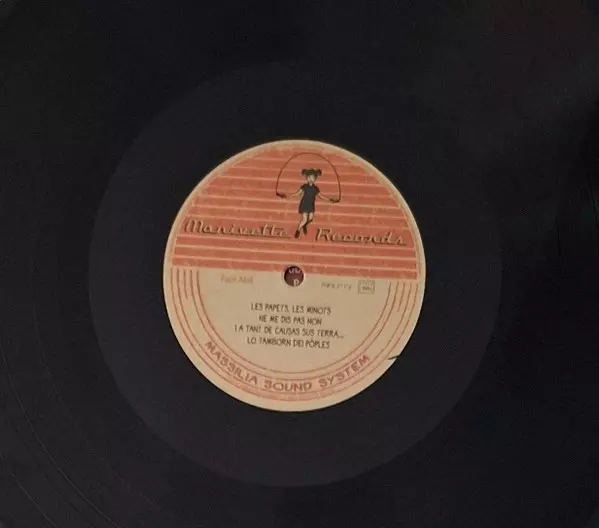 Manivette Records
LES PAPETS, LES MINOTS
NE ME DIS PAS NON
I A TANT DE CAUSAS SUS TERRA...
LO TAMBORN DEI PÒPLES
MASSILIA SOUND SYSTEM